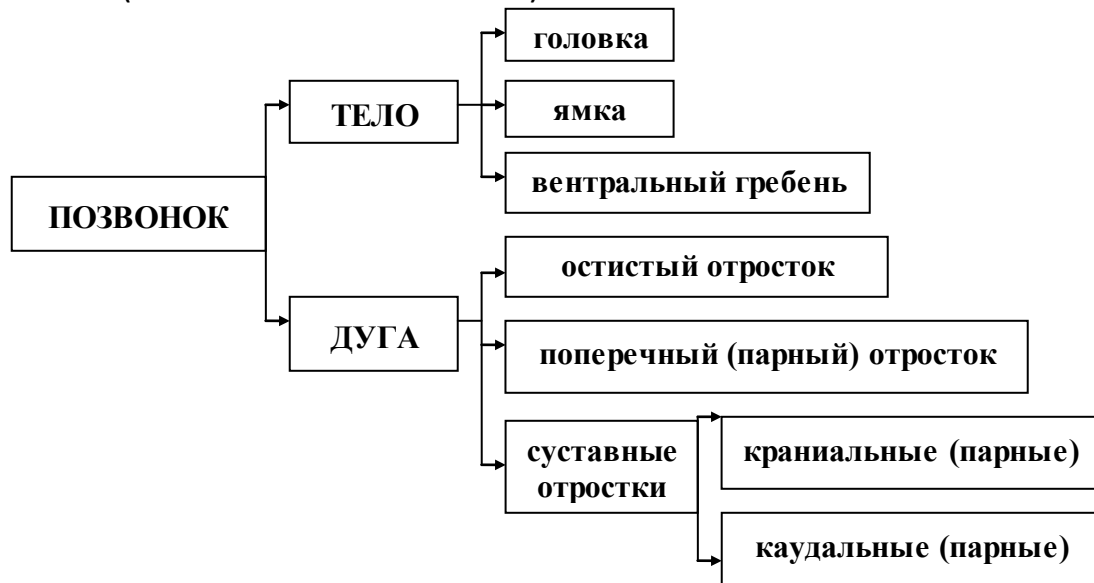 головка
ТЕЛО
ямка
вентральный гребень
ПОЗВОНОК
остистый отросток
ДУГА
поперечный (парный) отросток
суставные
отростки
краниальные (парные)
каудальные (парные)